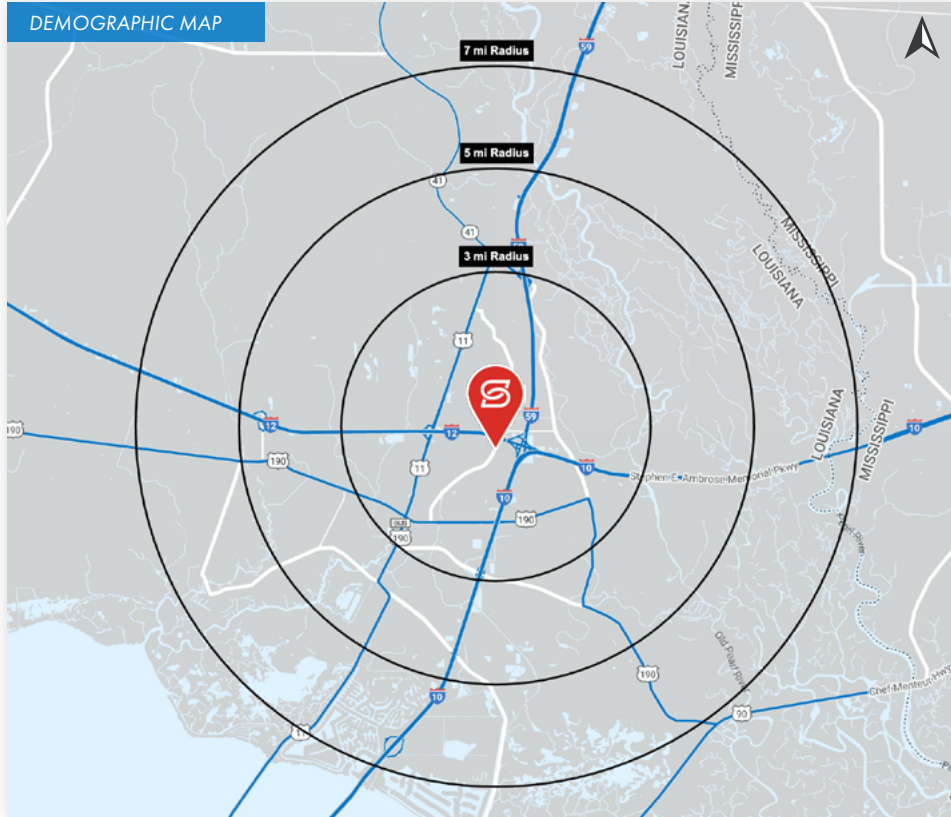 DEMOGRAPHIC MAP
LOUISIANA
MISSISSIPPI
59
7 mi Radius
5 mi Radius
41
41
3 mi Radius
MISSISSIPPI
LOUISIANA
11
S
59
12
12
190
190
11
10
10
10
LOUISIANA
MISSISSIPPI
Stephen E Ambrose Memorial Pkwy
10
190
BUS
190
Pearl River
Old Pearl River
190
10
11
90
Chef Menteur Hwy